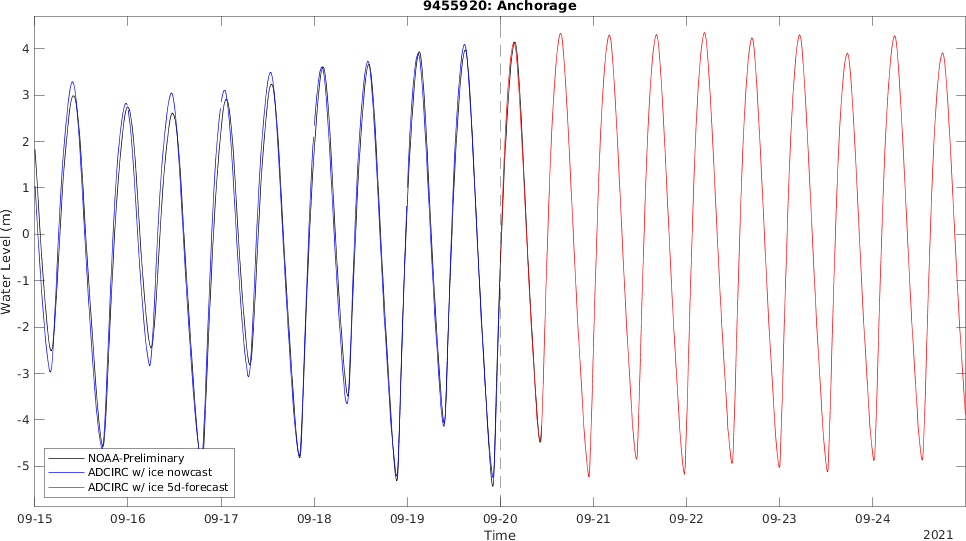 9455920: Anchorage
Water Level (m)
4
3
2
1
0
-1
-2
-3
-4
-5
NOAA-Preliminary
ADCIRC w/ ice nowcast
ADCIRC w/ ice 5d-forecast
09-15 09-16 09-17 09-18 09-19 09-20 09-21 09-22 09-23 09-24
2021
Time